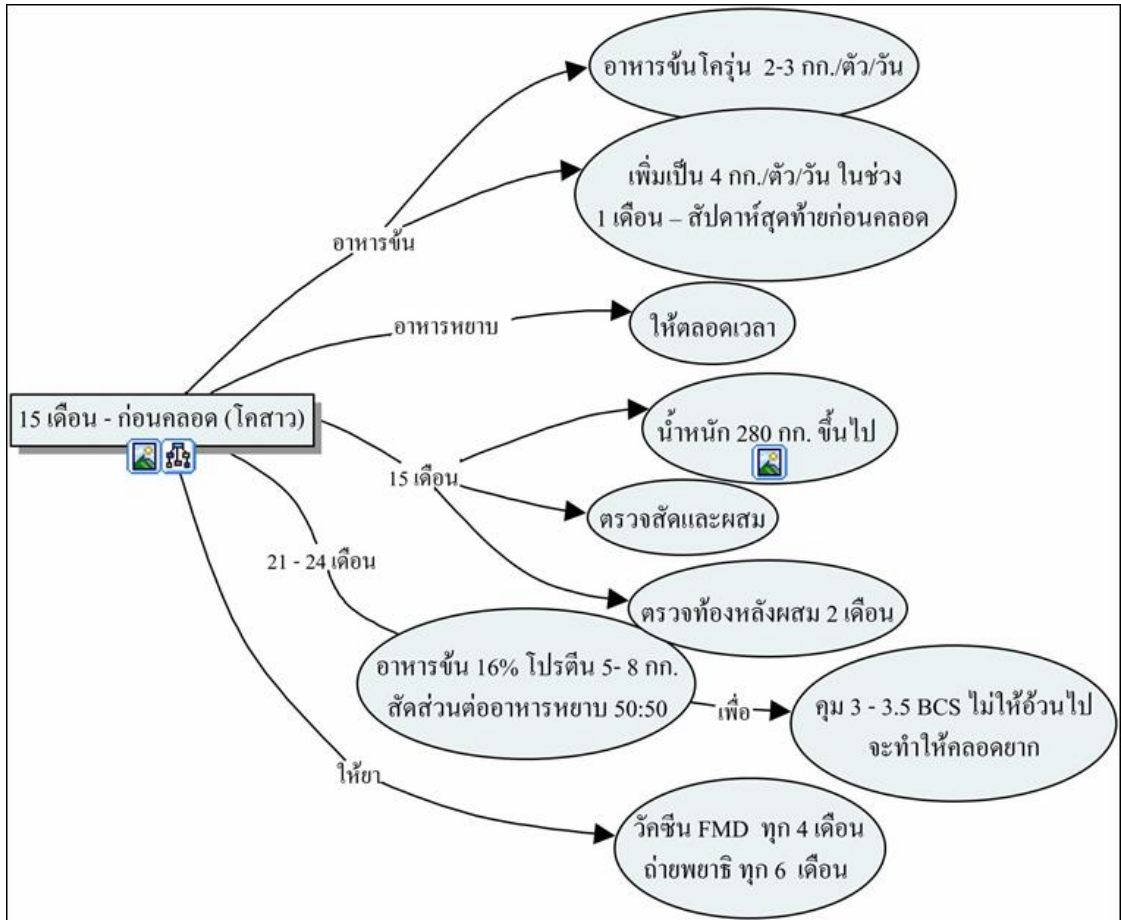 อาหารข้นโครุ่น 2-3 กก./ตัว/วัน
เพิ่มเป็น 4 กก./ตัว/วัน ในช่วง
1 เดือน – สัปดาห์สุดท้ายก่อนคลอด
อาหารข้น
อาหารหยาบ
ให้ตลอดเวลา
15 เดือน - ก่อนคลอด (โคสาว)
น้ำหนัก 280 กก. ขึ้นไป
15 เดือน
ตรวจสัดและผสม
21 - 24 เดือน
ตรวจท้องหลังผสม 2 เดือน
อาหารข้น 16% โปรตีน 5- 8 กก.
สัดส่วนต่ออาหารหยาบ 50:50
เพื่อ
คุม 3 - 3.5 BCS ไม่ให้อ้วนไป
จะทำให้คลอดยาก
ให้ยา
วัคซีน FMD ทุก 4 เดือน
ถ่ายพยาธิ ทุก 6 เดือน